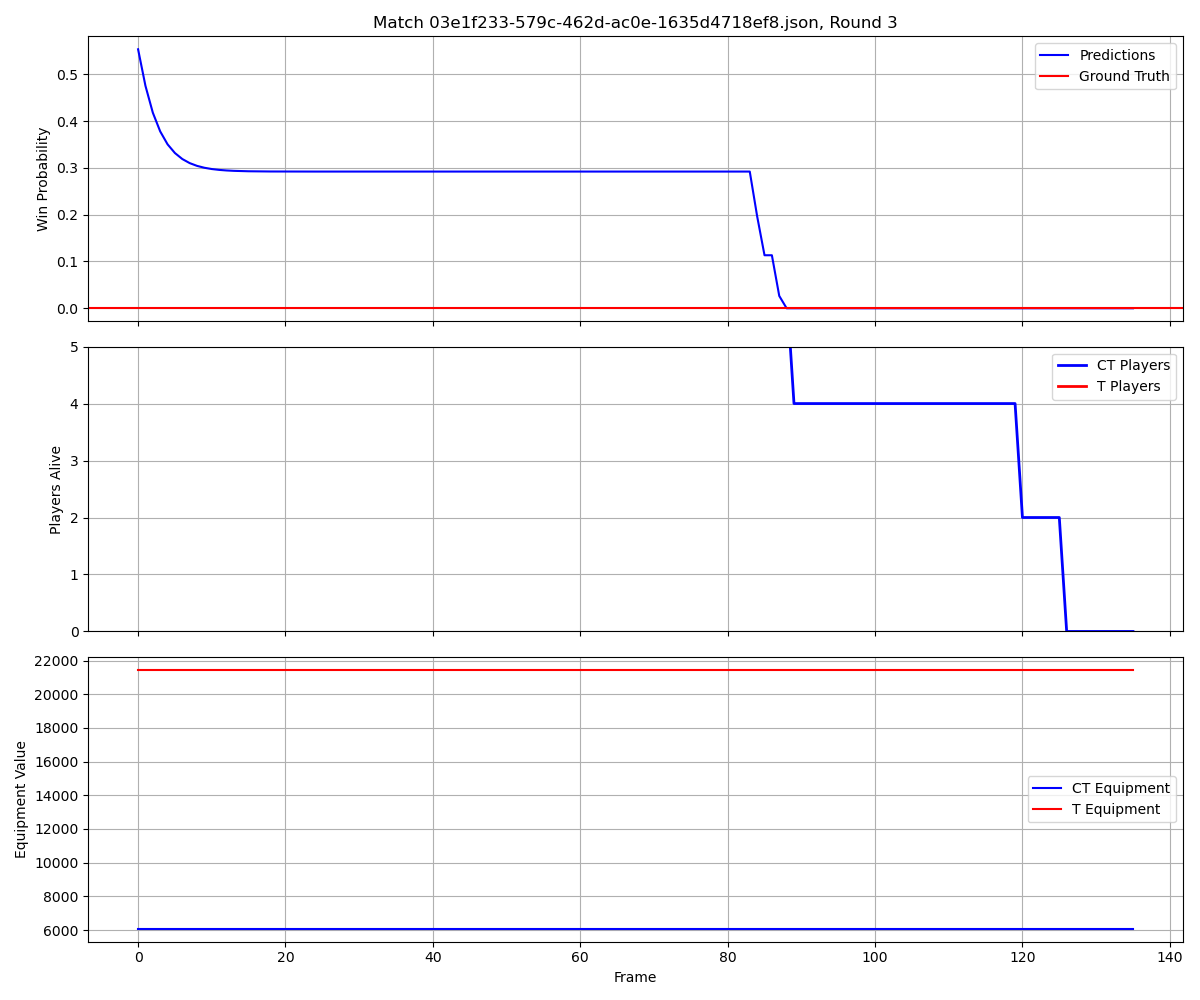 Match 03e1f233-579c-462d-ac0e-1635d4718ef8.json, Round 3
Win Probability
0.5
0.4
0.3
0.2
0.1
0.0
Predictions
Ground Truth
Players Alive
5
4
3
2
1
0
CT Players
T Players
Equipment Value
22000
20000
18000
16000
14000
12000
10000
8000
6000
CT Equipment
T Equipment
0 20 40 60 80 100 120 140
Frame